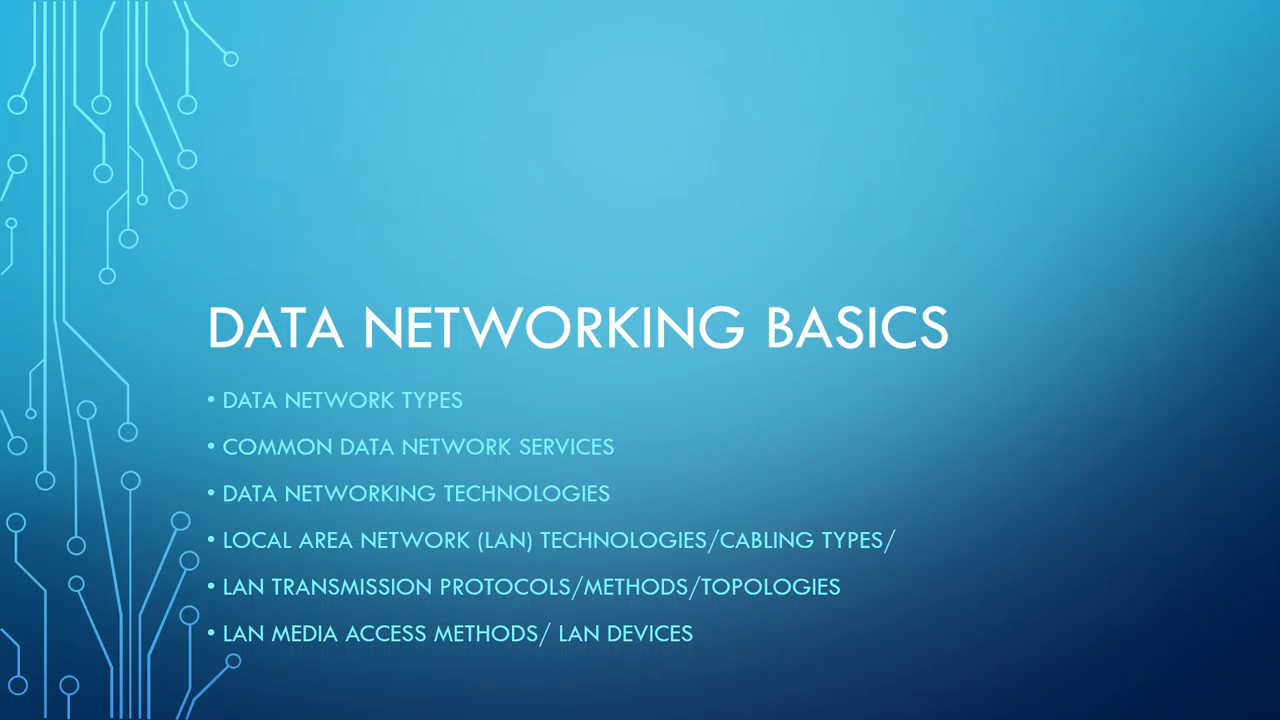 DATA NETWORKING BASICS
• DATA NETWORK TYPES
• COMMON DATA NETWORK SERVICES
• DATA NETWORKING TECHNOLOGIES
• LOCAL AREA NETWORK (LAN) TECHNOLOGIES/CABLING TYPES/
• LAN TRANSMISSION PROTOCOLS/METHODS/TOPOLOGIES
• LAN MEDIA ACCESS METHODS/ LAN DEVICES